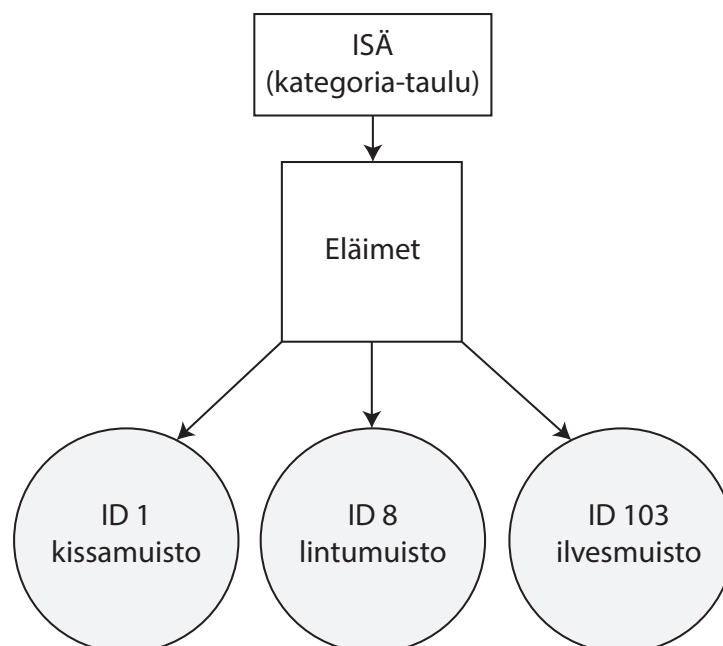 ISÄ
(kategoria-taulu)
Eläimet
ID 1
kissamuisto
ID 8
lintumuisto
ID 103
ilvesmuisto